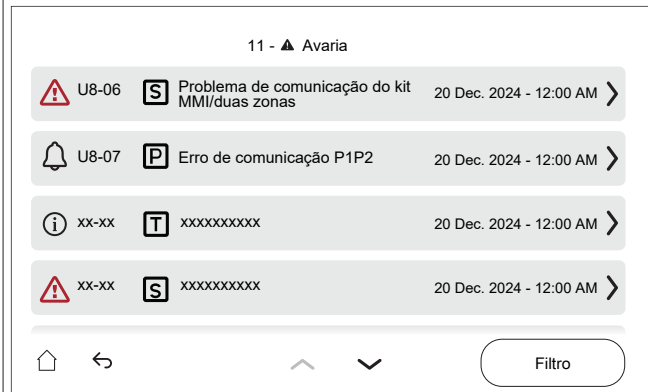 11 - Avaria
U8-06 S Problema de comunicação do kit
MMI/duas zonas 20 Dec. 2024 - 12:00 AM
U8-07 P Erro de comunicação P1P2 20 Dec. 2024 - 12:00 AM
xx-xx T xxxxxxxxxx 20 Dec. 2024 - 12:00 AM
xx-xx S xxxxxxxxxx 20 Dec. 2024 - 12:00 AM
Filtro